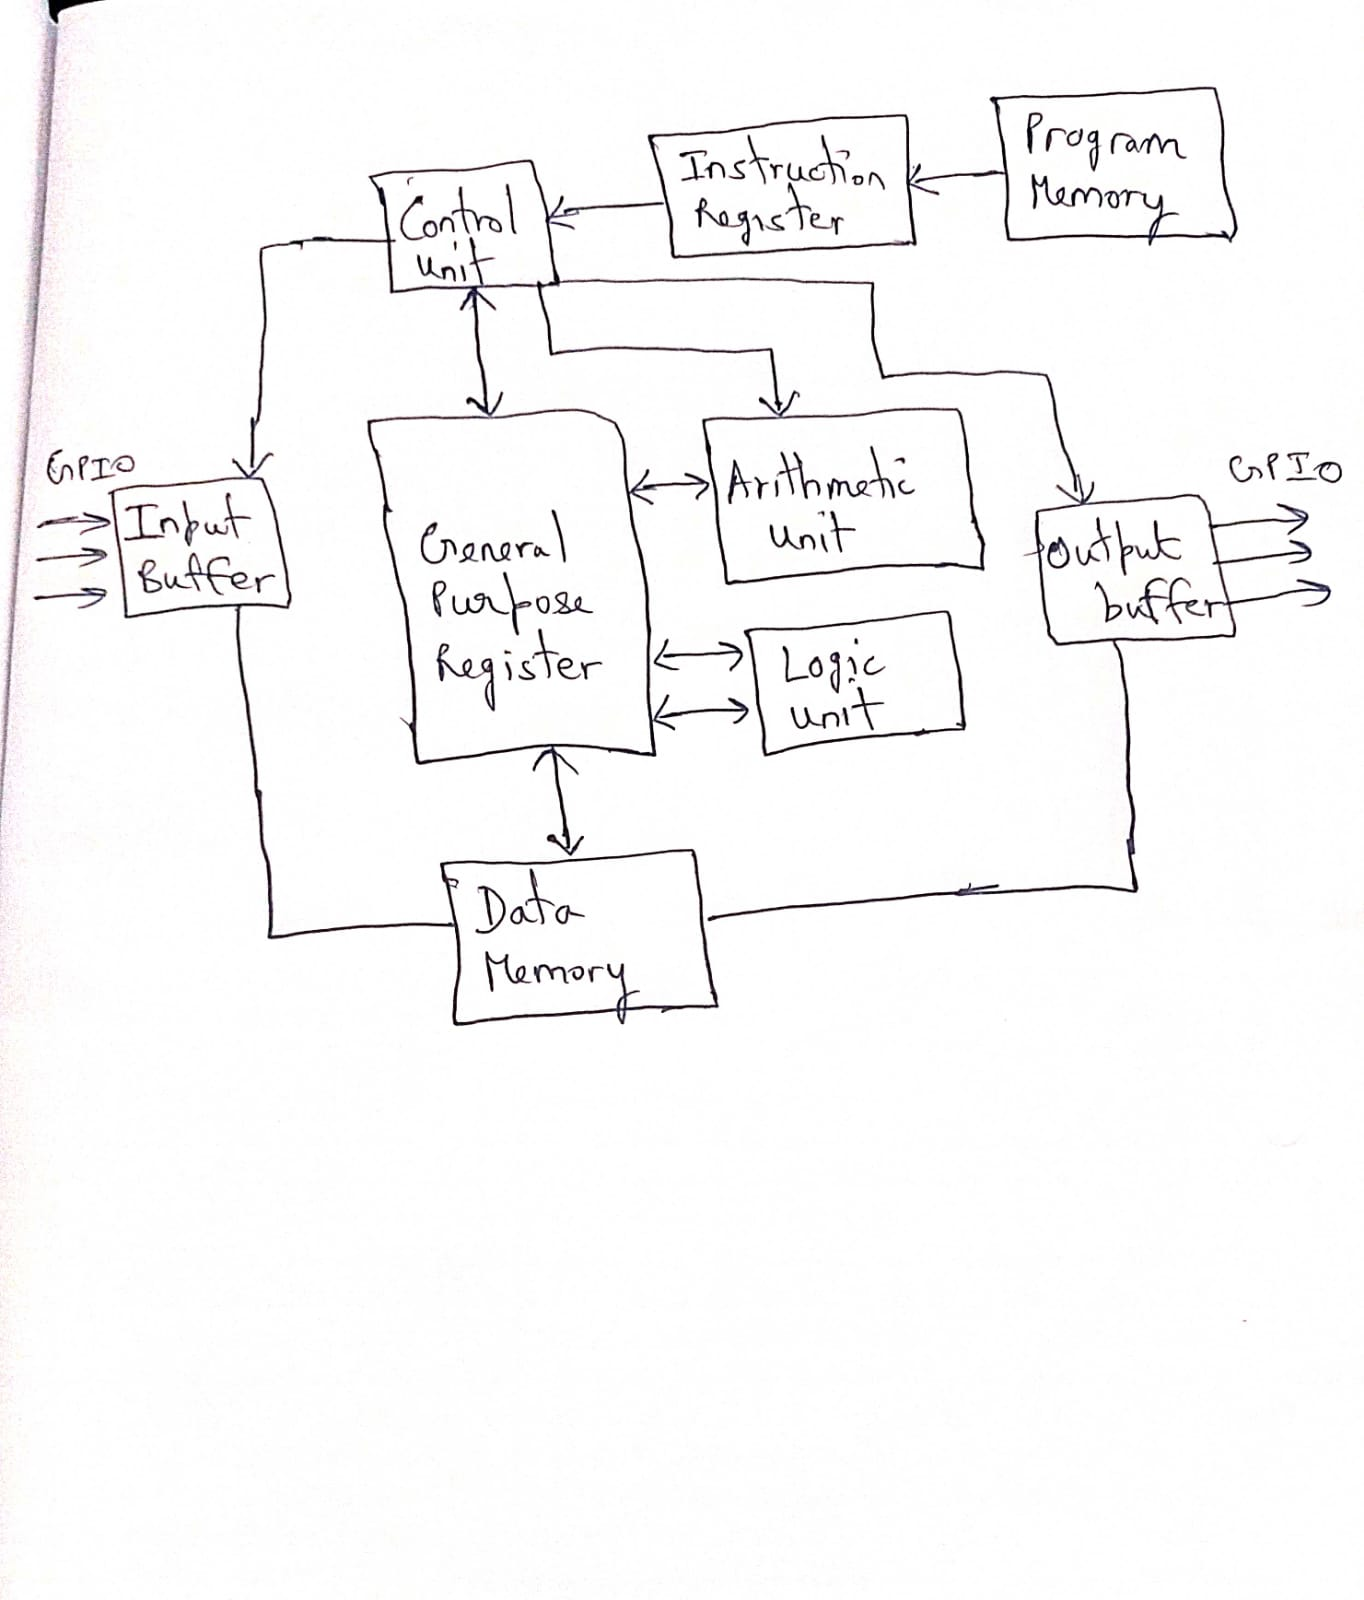 Program
Memory
Instruction
Register
Control
unit
GPIO
Input
Buffer
General
Purpose
Register
Arithmetic
unit
Logic
unit
GPIO
output
buffer
Data
Memory